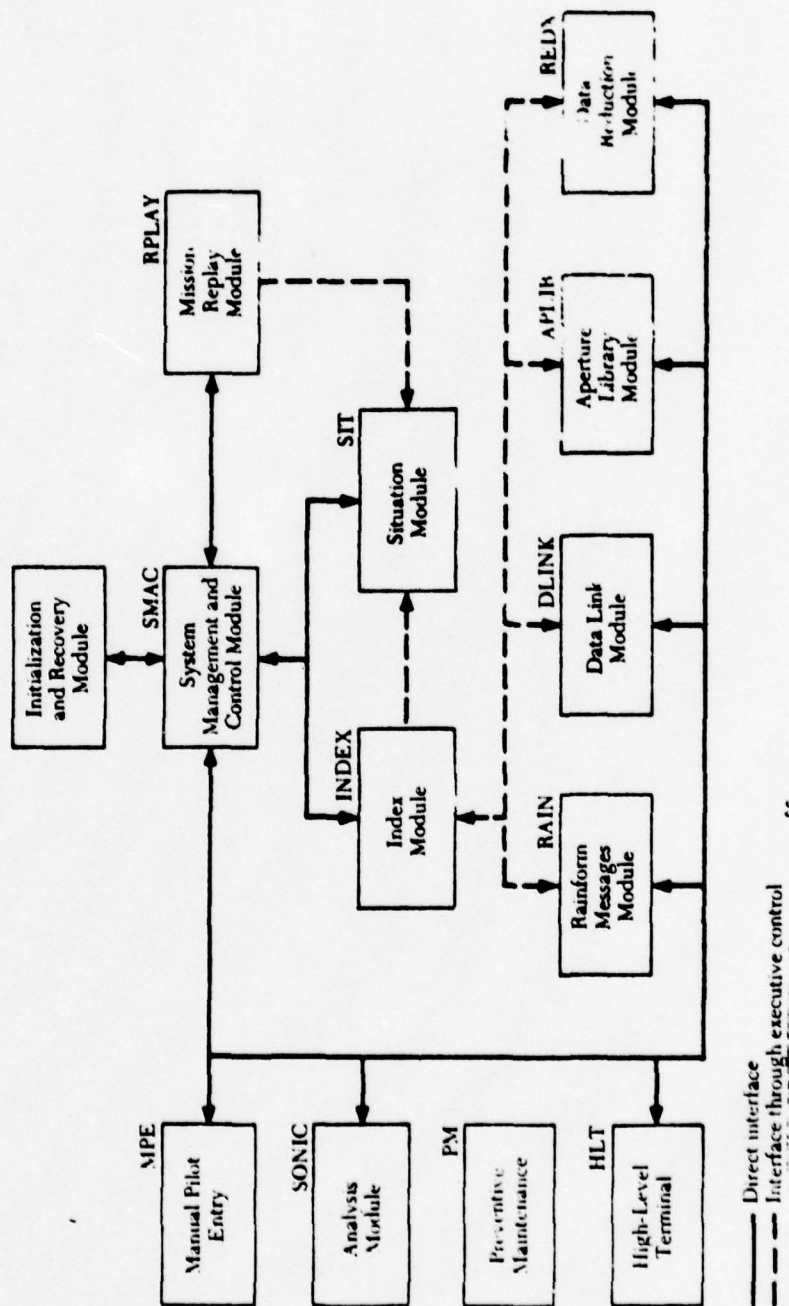 Initialization
and Recovery
Module
SMAC
System
Management and
Control Module
RPLAY
Mission
Replay
Module
INDEX
Index
Module
SIT
Situation
Module
MPE
Manual Pilot
Entry
SONIC
Analysis
Module
PM
Preventive
Maintenance
HLT
High-Level
Terminal
RAIN
Rainform
Messages
Module
DLINK
Data Link
Module
APLIB
Aperture
Library
Module
REDX
Data
Reduction
Module
Direct interface
Interface through executive control